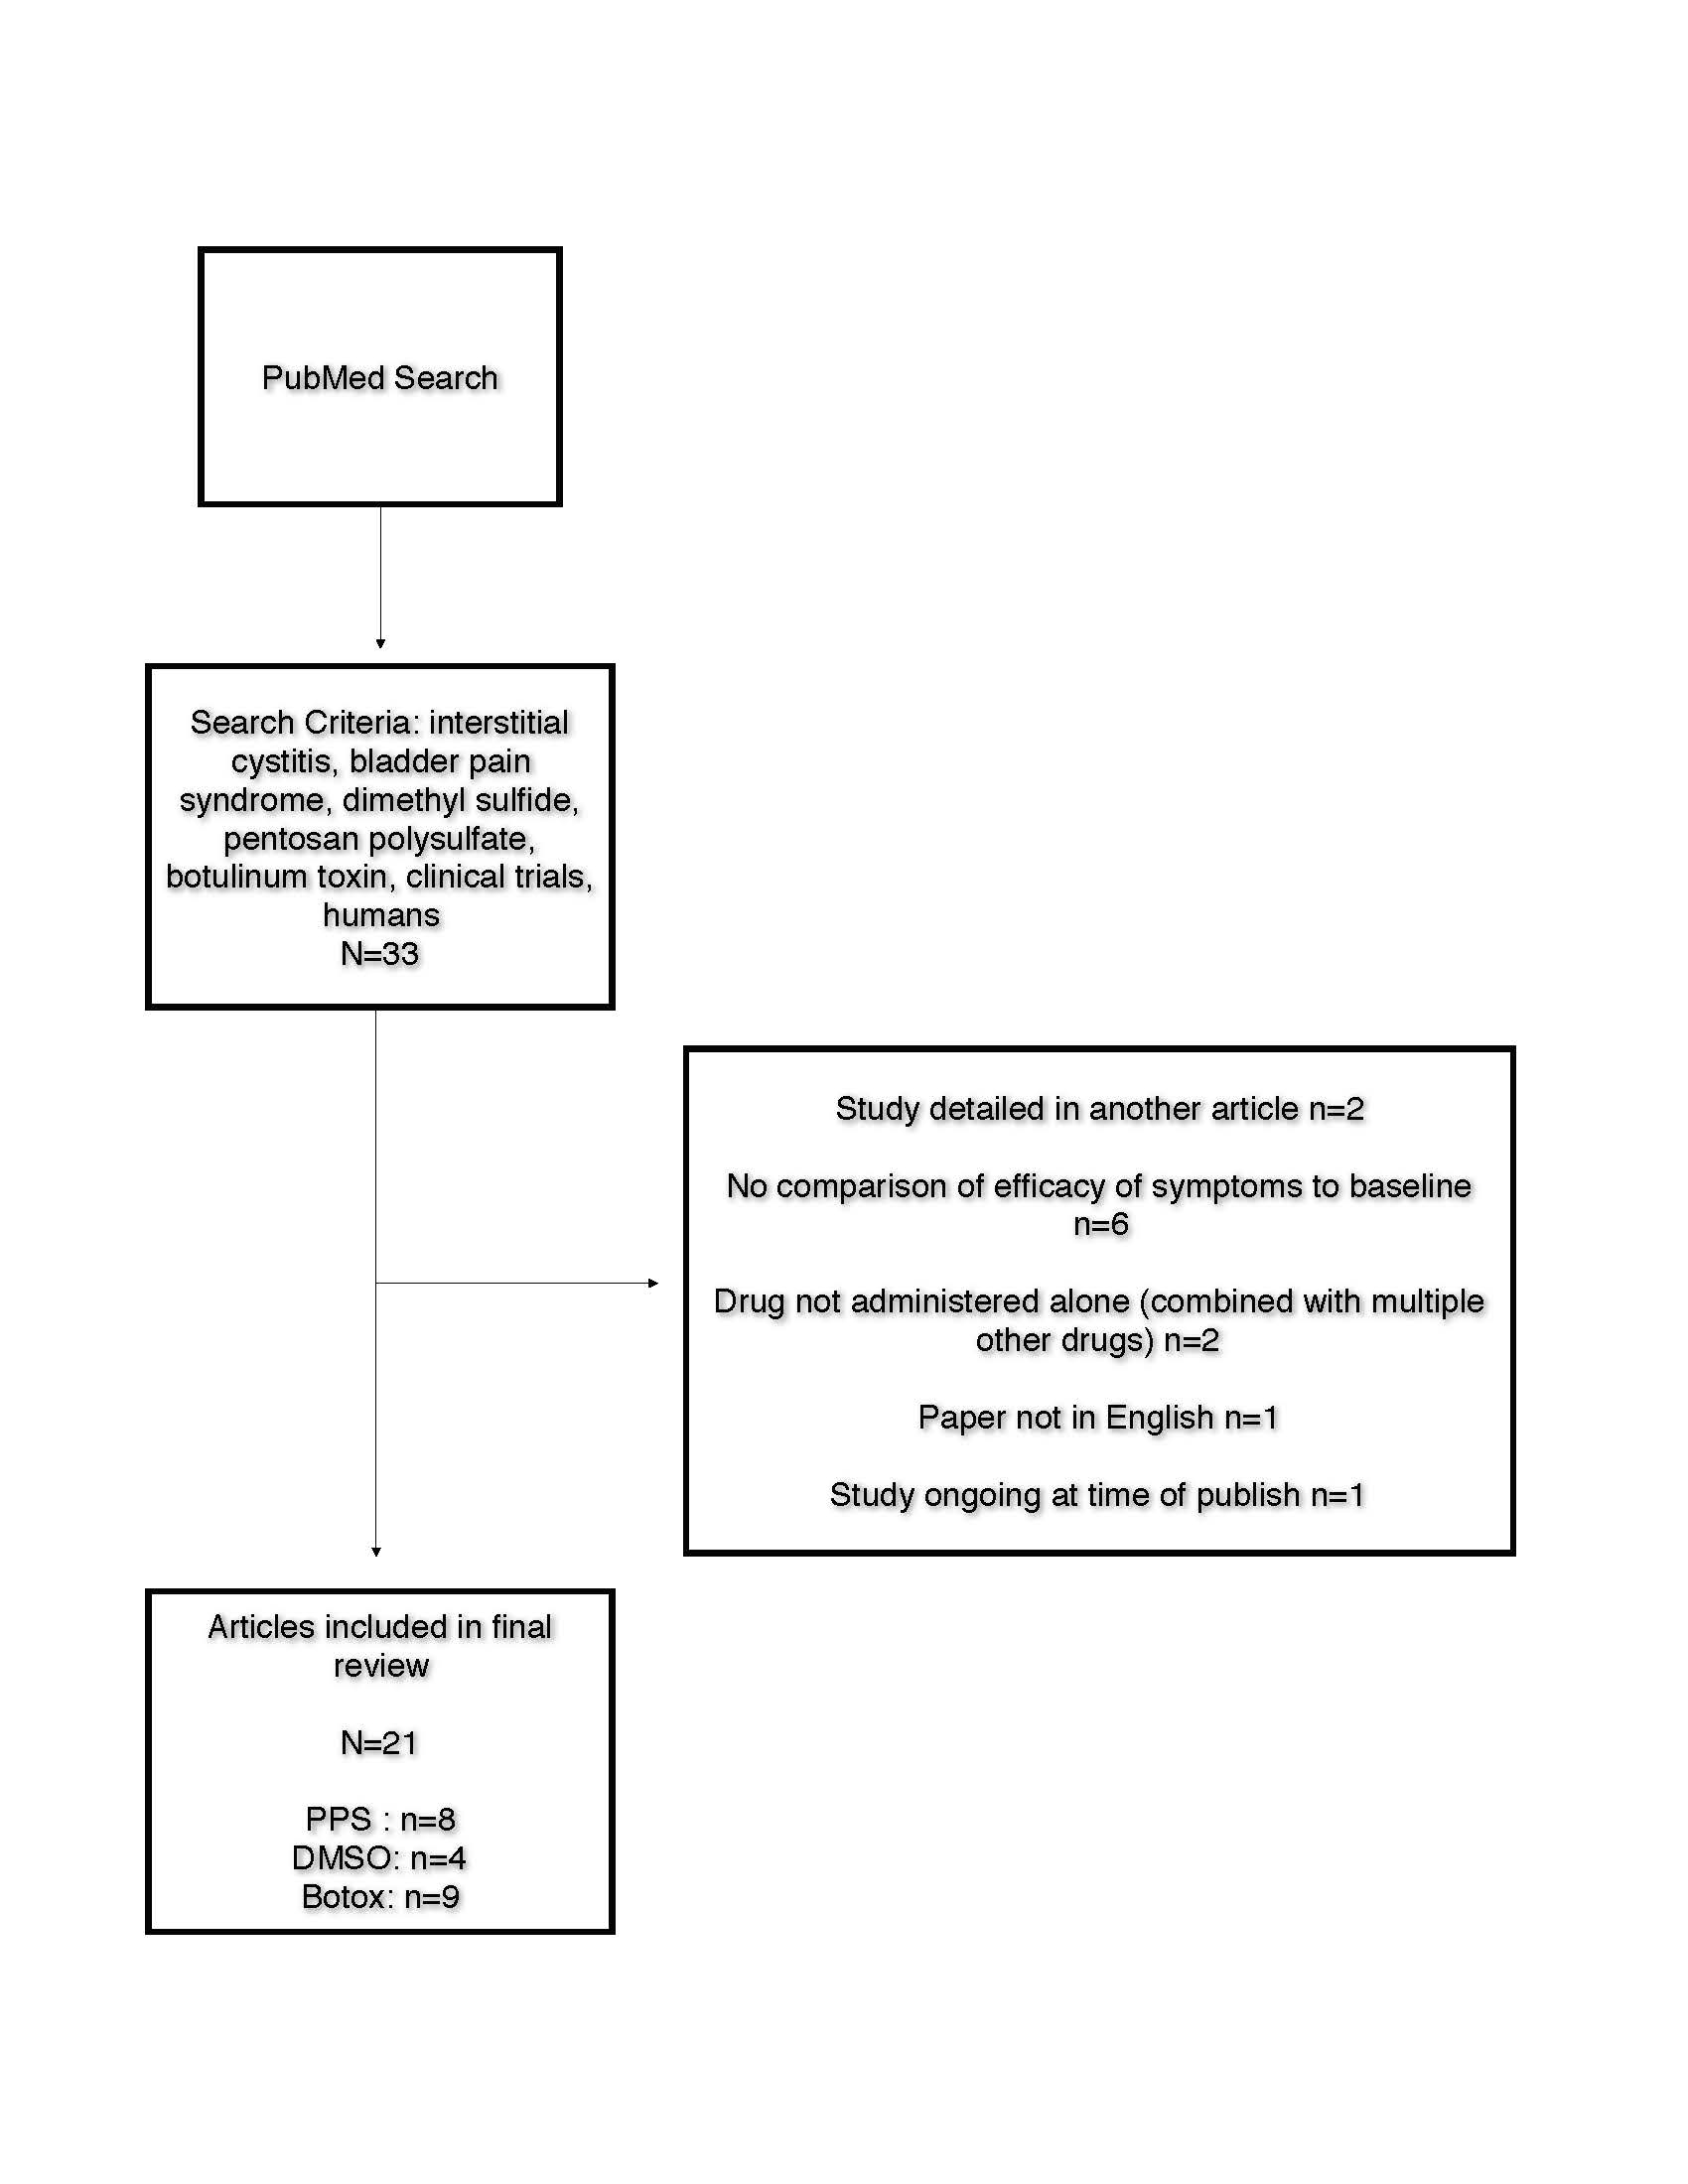 PubMed Search
Search Criteria: interstitial
cystitis, bladder pain
syndrome, dimethyl sulfide,
pentosan polysulfate,
botulinum toxin, clinical trials,
humans
N=33
Study detailed in another article n=2
No comparison of efficacy of symptoms to baseline
n=6
Drug not administered alone (combined with multiple
other drugs) n=2
Paper not in English n=1
Study ongoing at time of publish n=1
Articles included in final
review
N=21
PPS : n=8
DMSO: n=4
Botox: n=9